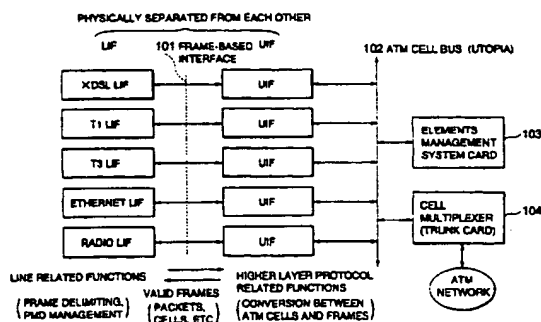 PHYSICALLY SEPARATED FROM EACH OTHER
LIF
UIF
101 FRAME-BASED
INTERFACE
102 ATM CELL BUS (UTOPIA)
XDSL LIF
UIF
T1 LIF
UIF
T3 LIF
UIF
ETHERNET LIF
UIF
RADIO LIF
UIF
ELEMENTS
MANAGEMENT
SYSTEM CARD
103
CELL
MULTIPLEXER
(TRUNK CARD)
104
ATM
NETWORK
LINE RELATED FUNCTIONS
(FRAME DELIMITING,
PMD MANAGEMENT)
VALID FRAMES
(PACKETS,
CELLS, ETC)
HIGHER LAYER PROTOCOL
RELATED FUNCTIONS
(CONVERSION BETWEEN
ATM CELLS AND FRAMES)